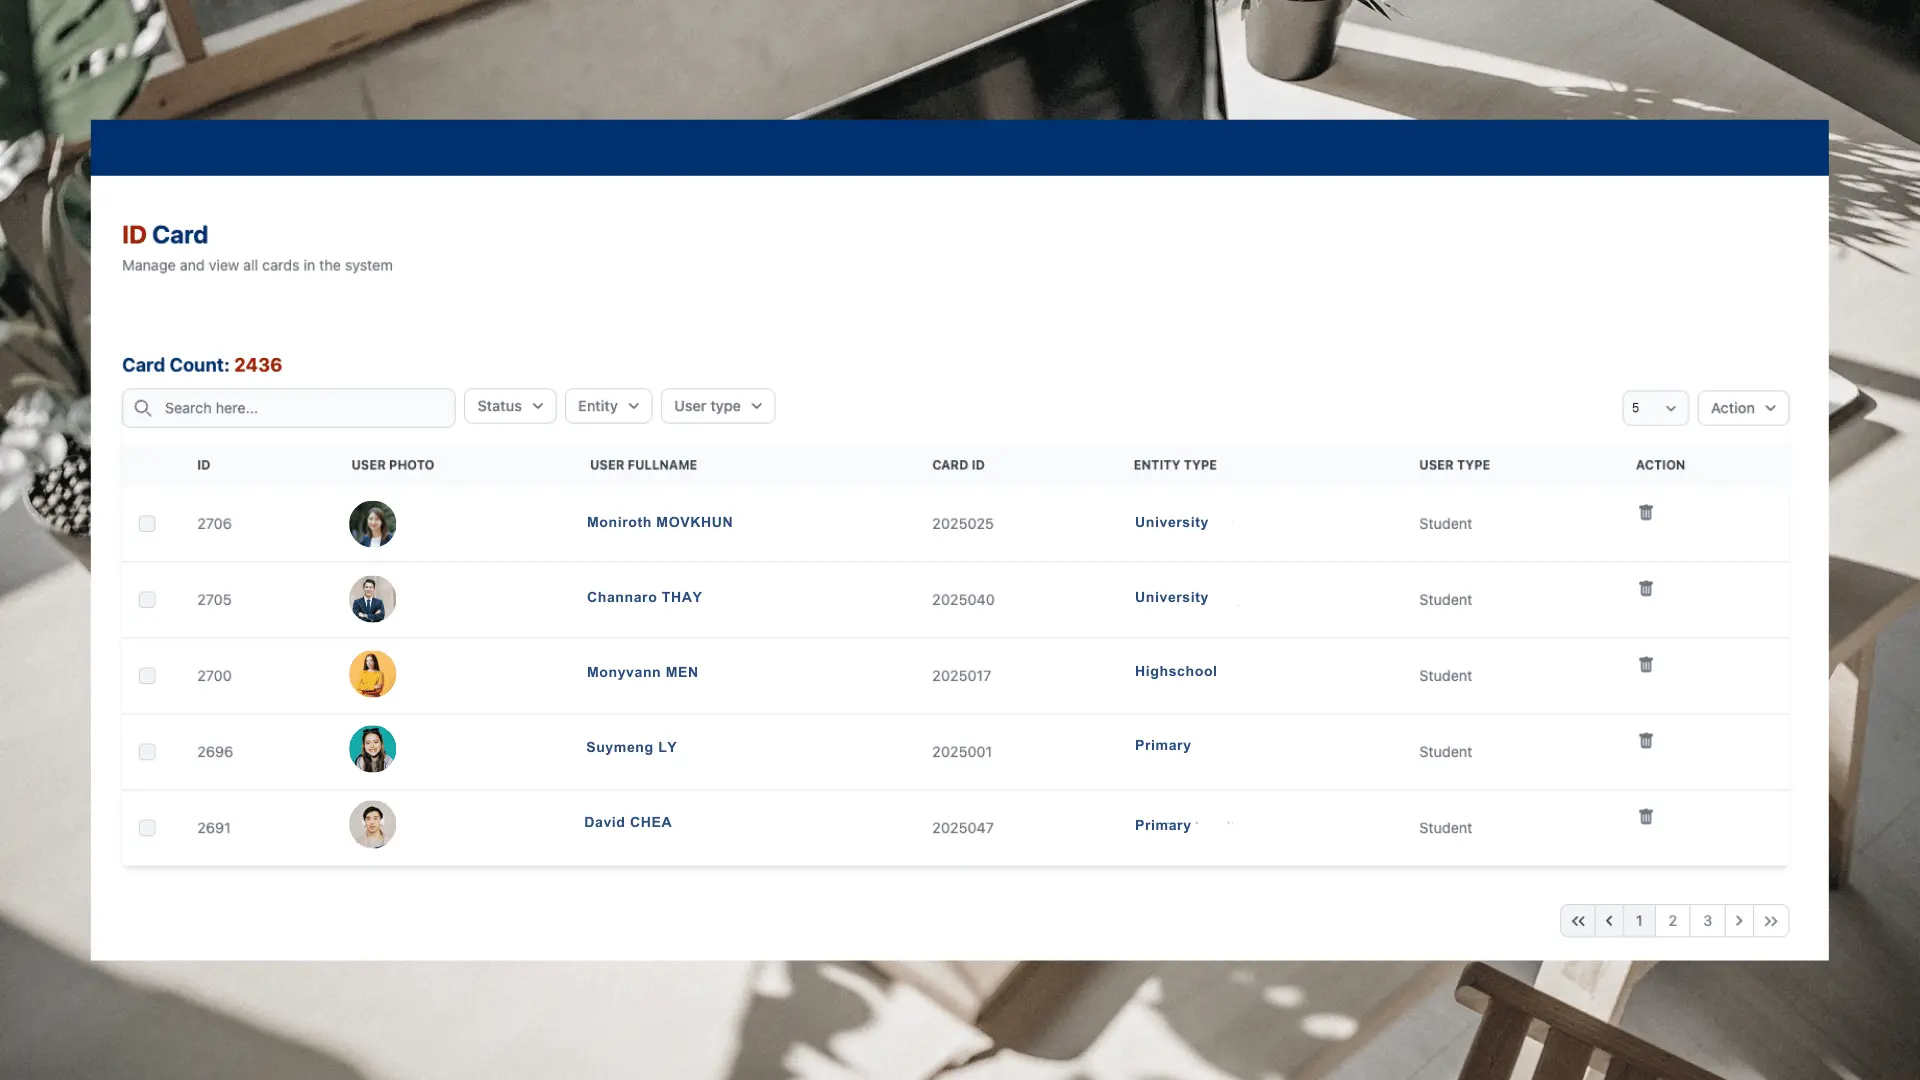 ID Card
Manage and view all cards in the system
Card Count: 2436
Search here...
Status
Entity
User type
5
Action
ID USER PHOTO USER FULLNAME CARD ID ENTITY TYPE USER TYPE ACTION
2706 Moniroth MOVKHUN 2025025 University Student
2705 Channaro THAY 2025040 University Student
2700 Monyvann MEN 2025017 Highschool Student
2696 Suymeng LY 2025001 Primary Student
2691 David CHEA 2025047 Primary Student
1 2 3